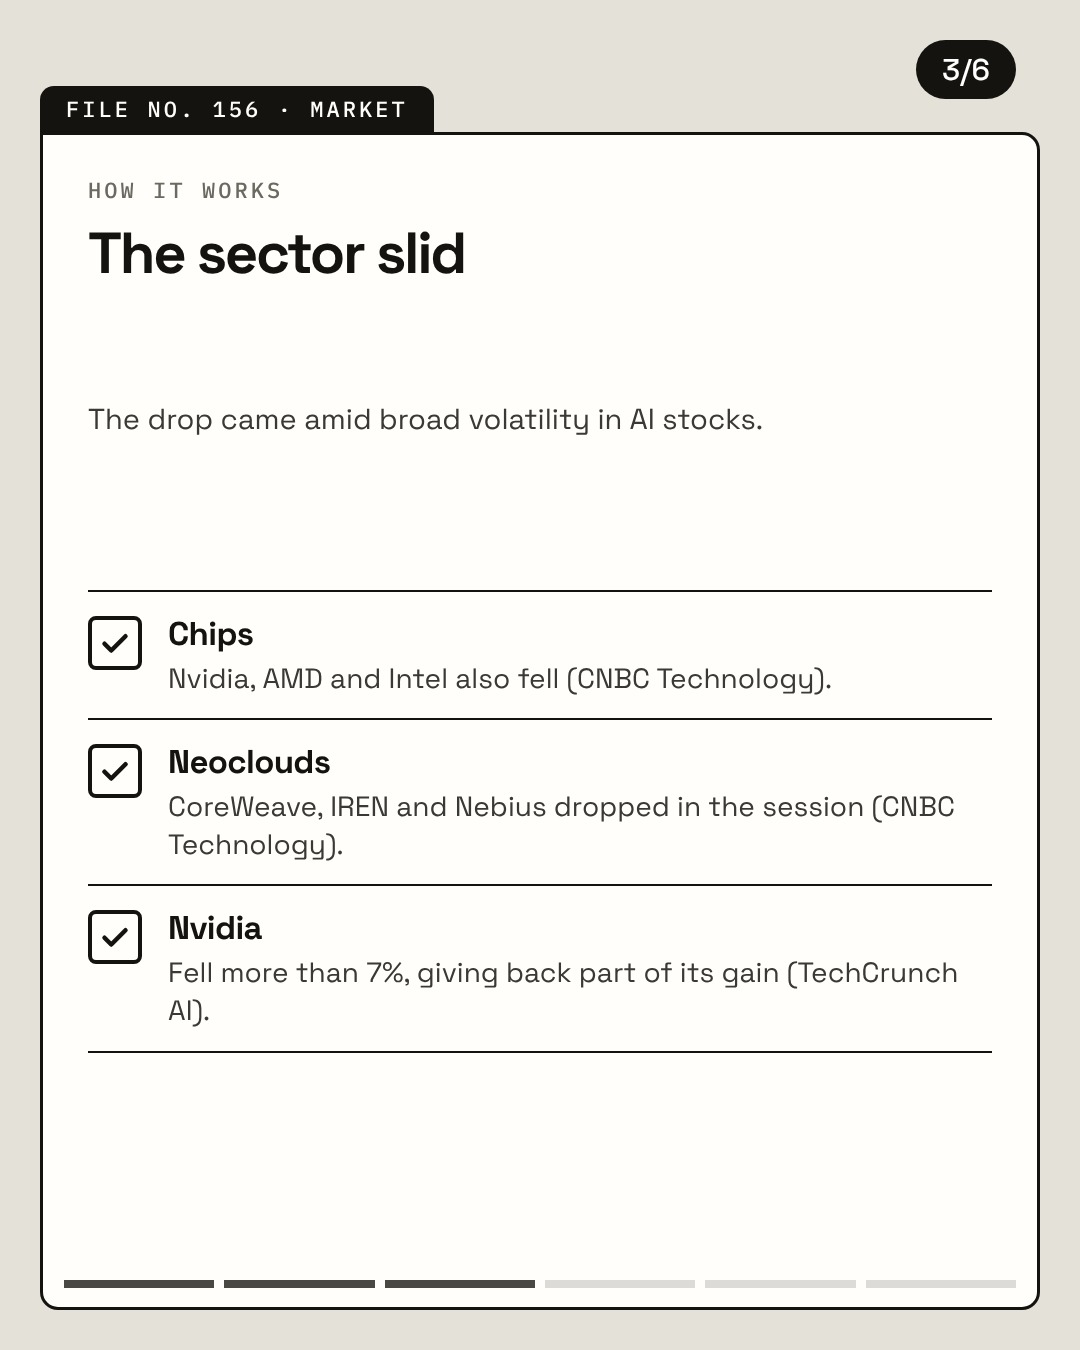 3/6
FILE NO. 156 · MARKET
HOW IT WORKS
The sector slid
The drop came amid broad volatility in AI stocks.
Chips
Nvidia, AMD and Intel also fell (CNBC Technology).
Neoclouds
CoreWeave, IREN and Nebius dropped in the session (CNBC
Technology).
Nvidia
Fell more than 7%, giving back part of its gain (TechCrunch
AI).